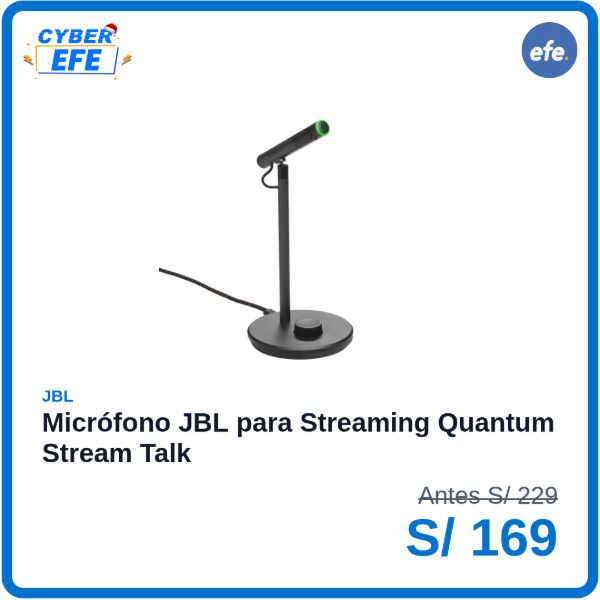 CYBER
EFE
efe.
JBL
Micrófono JBL para Streaming Quantum
Stream Talk
Antes S/ 229
S/ 169